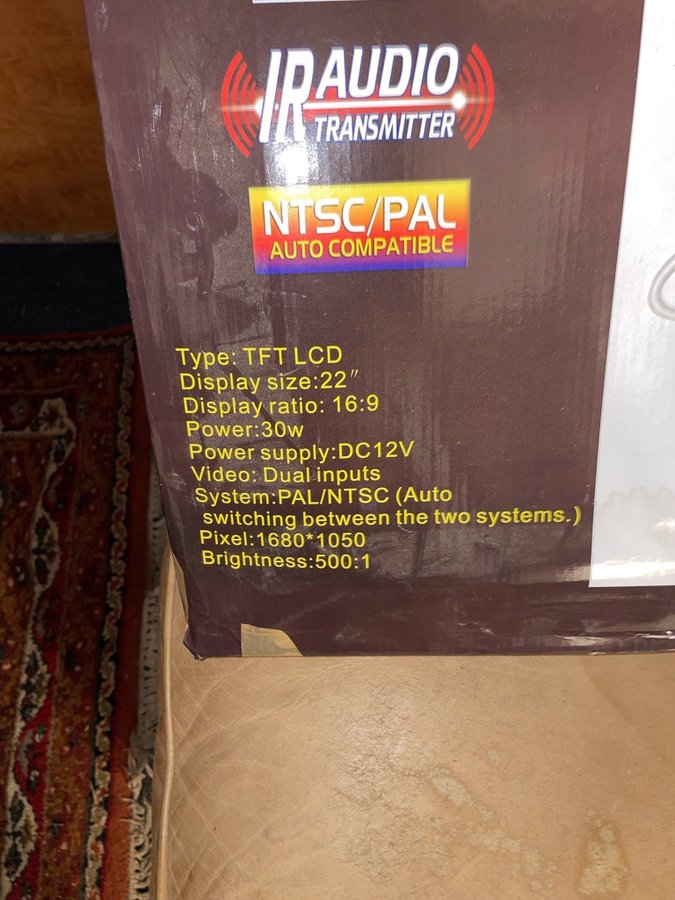 IR AUDIO
TRANSMITTER
NTSC/PAL
AUTO COMPATIBLE
Type: TFT LCD
Display size:22"
Display ratio: 16:9
Power:30w
Power supply:DC12V
Video: Dual inputs
System:PAL/NTSC (Auto
switching between the two systems.)
Pixel:1680*1050
Brightness:500:1